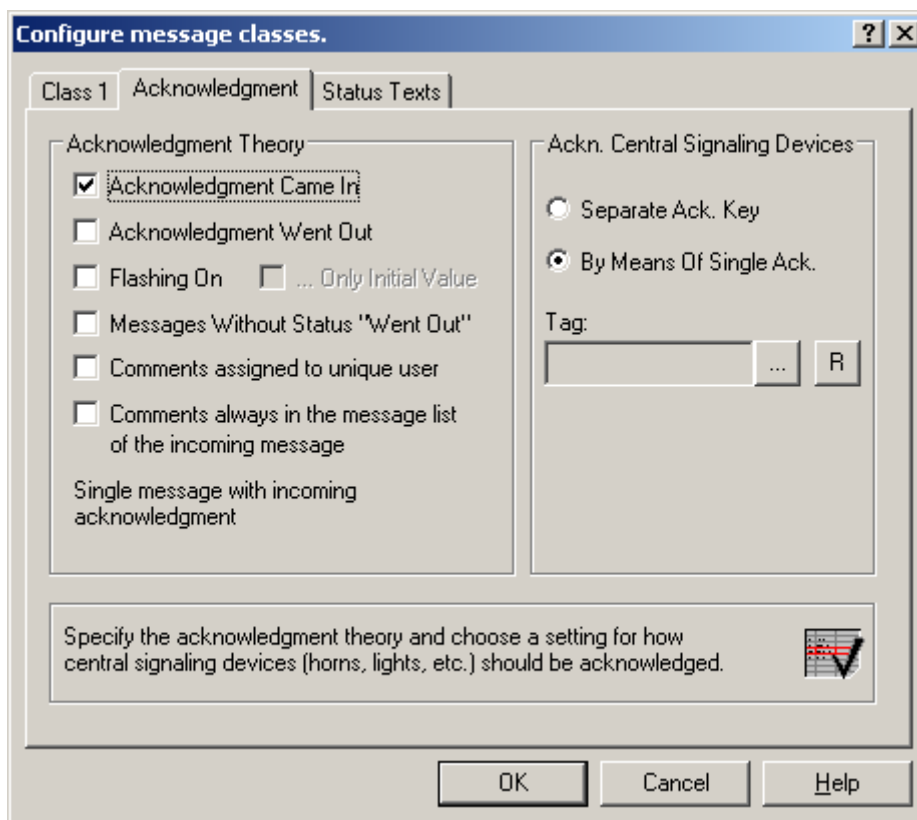 Configure message classes.
Class 1
Acknowledgment
Status Texts
Acknowledgment Theory
Acknowledgment Came In
Acknowledgment Went Out
Flashing On
... Only Initial Value
Messages Without Status "Went Out"
Comments assigned to unique user
Comments always in the message list
of the incoming message
Single message with incoming
acknowledgment
Ackn. Central Signaling Devices
Separate Ack. Key
By Means Of Single Ack.
Tag:
...
R
Specify the acknowledgment theory and choose a setting for how
central signaling devices (horns, lights, etc.) should be acknowledged.
OK
Cancel
Help